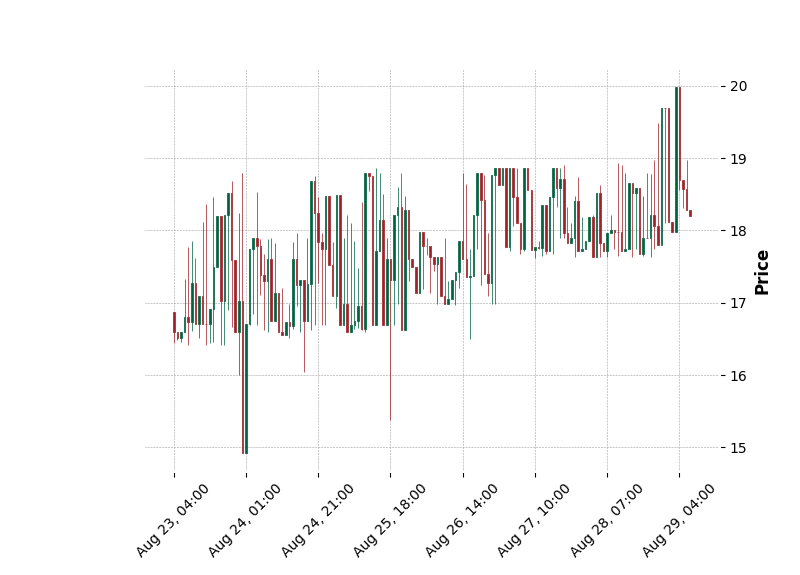 20
19
18
17
16
15
Price
Aug 23, 04:00
Aug 24, 01:00
Aug 24, 21:00
Aug 25, 18:00
Aug 26, 14:00
Aug 27, 10:00
Aug 28, 07:00
Aug 29, 04:00